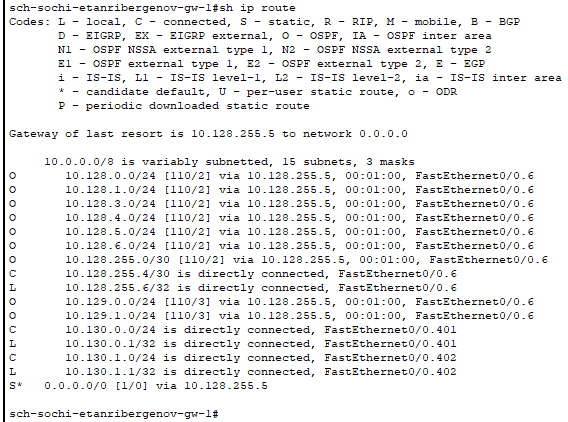 sch-sochi-etanribergenov-gw-1#sh ip route
Codes: L - local, C - connected, S - static, R - RIP, M - mobile, B - BGP
       D - EIGRP, EX - EIGRP external, O - OSPF, IA - OSPF inter area
       N1 - OSPF NSSA external type 1, N2 - OSPF NSSA external type 2
       E1 - OSPF external type 1, E2 - OSPF external type 2, E - EGP
       i - IS-IS, L1 - IS-IS level-1, L2 - IS-IS level-2, ia - IS-IS inter area
       * - candidate default, U - per-user static route, o - ODR
       P - periodic downloaded static route
Gateway of last resort is 10.128.255.5 to network 0.0.0.0
     10.0.0.0/8 is variably subnetted, 15 subnets, 3 masks
O       10.128.0.0/24 [110/2] via 10.128.255.5, 00:01:00, FastEthernet0/0.6
O       10.128.1.0/24 [110/2] via 10.128.255.5, 00:01:00, FastEthernet0/0.6
O       10.128.3.0/24 [110/2] via 10.128.255.5, 00:01:00, FastEthernet0/0.6
O       10.128.4.0/24 [110/2] via 10.128.255.5, 00:01:00, FastEthernet0/0.6
O       10.128.5.0/24 [110/2] via 10.128.255.5, 00:01:00, FastEthernet0/0.6
O       10.128.6.0/24 [110/2] via 10.128.255.5, 00:01:00, FastEthernet0/0.6
O       10.128.255.0/30 [110/2] via 10.128.255.5, 00:01:00, FastEthernet0/0.6
C       10.128.255.4/30 is directly connected, FastEthernet0/0.6
L       10.128.255.6/32 is directly connected, FastEthernet0/0.6
O       10.129.0.0/24 [110/3] via 10.128.255.5, 00:01:00, FastEthernet0/0.6
O       10.129.1.0/24 [110/3] via 10.128.255.5, 00:01:00, FastEthernet0/0.6
C       10.130.0.0/24 is directly connected, FastEthernet0/0.401
L       10.130.0.1/32 is directly connected, FastEthernet0/0.401
C       10.130.1.0/24 is directly connected, FastEthernet0/0.402
L       10.130.1.1/32 is directly connected, FastEthernet0/0.402
S*   0.0.0.0/0 [1/0] via 10.128.255.5
sch-sochi-etanribergenov-gw-1#